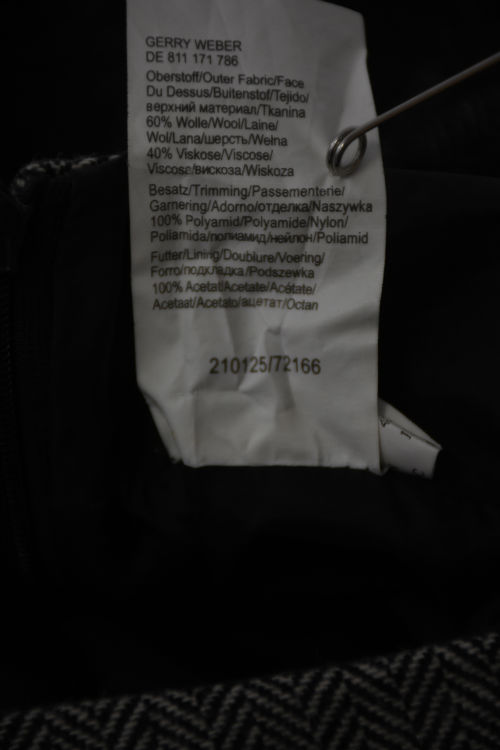 GERRY WEBER
DE 811 171 786
Oberstoff/Outer Fabric/Face
Du Dessus/Buitenstof/Tejido/
верхний материал/Tkanina
60% Wolle/Wool/Laine/
Wol/Lana/шерсть/Wełna
40% Viskose/Viscose/
Viscosa/вискоза/Wiskoza
Besatz/Trimming/Passementerie/
Garnering/Adorno/отделка/Naszywka
100% Polyamid/Polyamide/Nylon/
Poliamida/полиамид/нейлон/Poliamid
Futter/Lining/Doublure/Voering/
Forro/подкладка/Podszewka
100% Acetat/Acetate/Acétate/
Acetaat/Acetato/ацетат/Octan
210125/72166